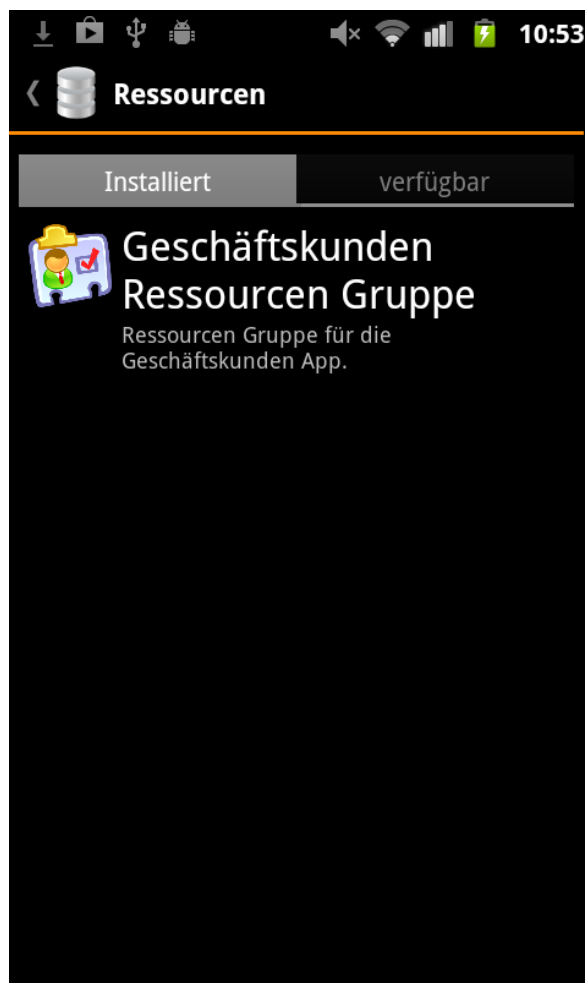 10:53
Ressourcen
Installiert
verfügbar
Geschäftskunden
Ressourcen Gruppe
Ressourcen Gruppe für die
Geschäftskunden App.